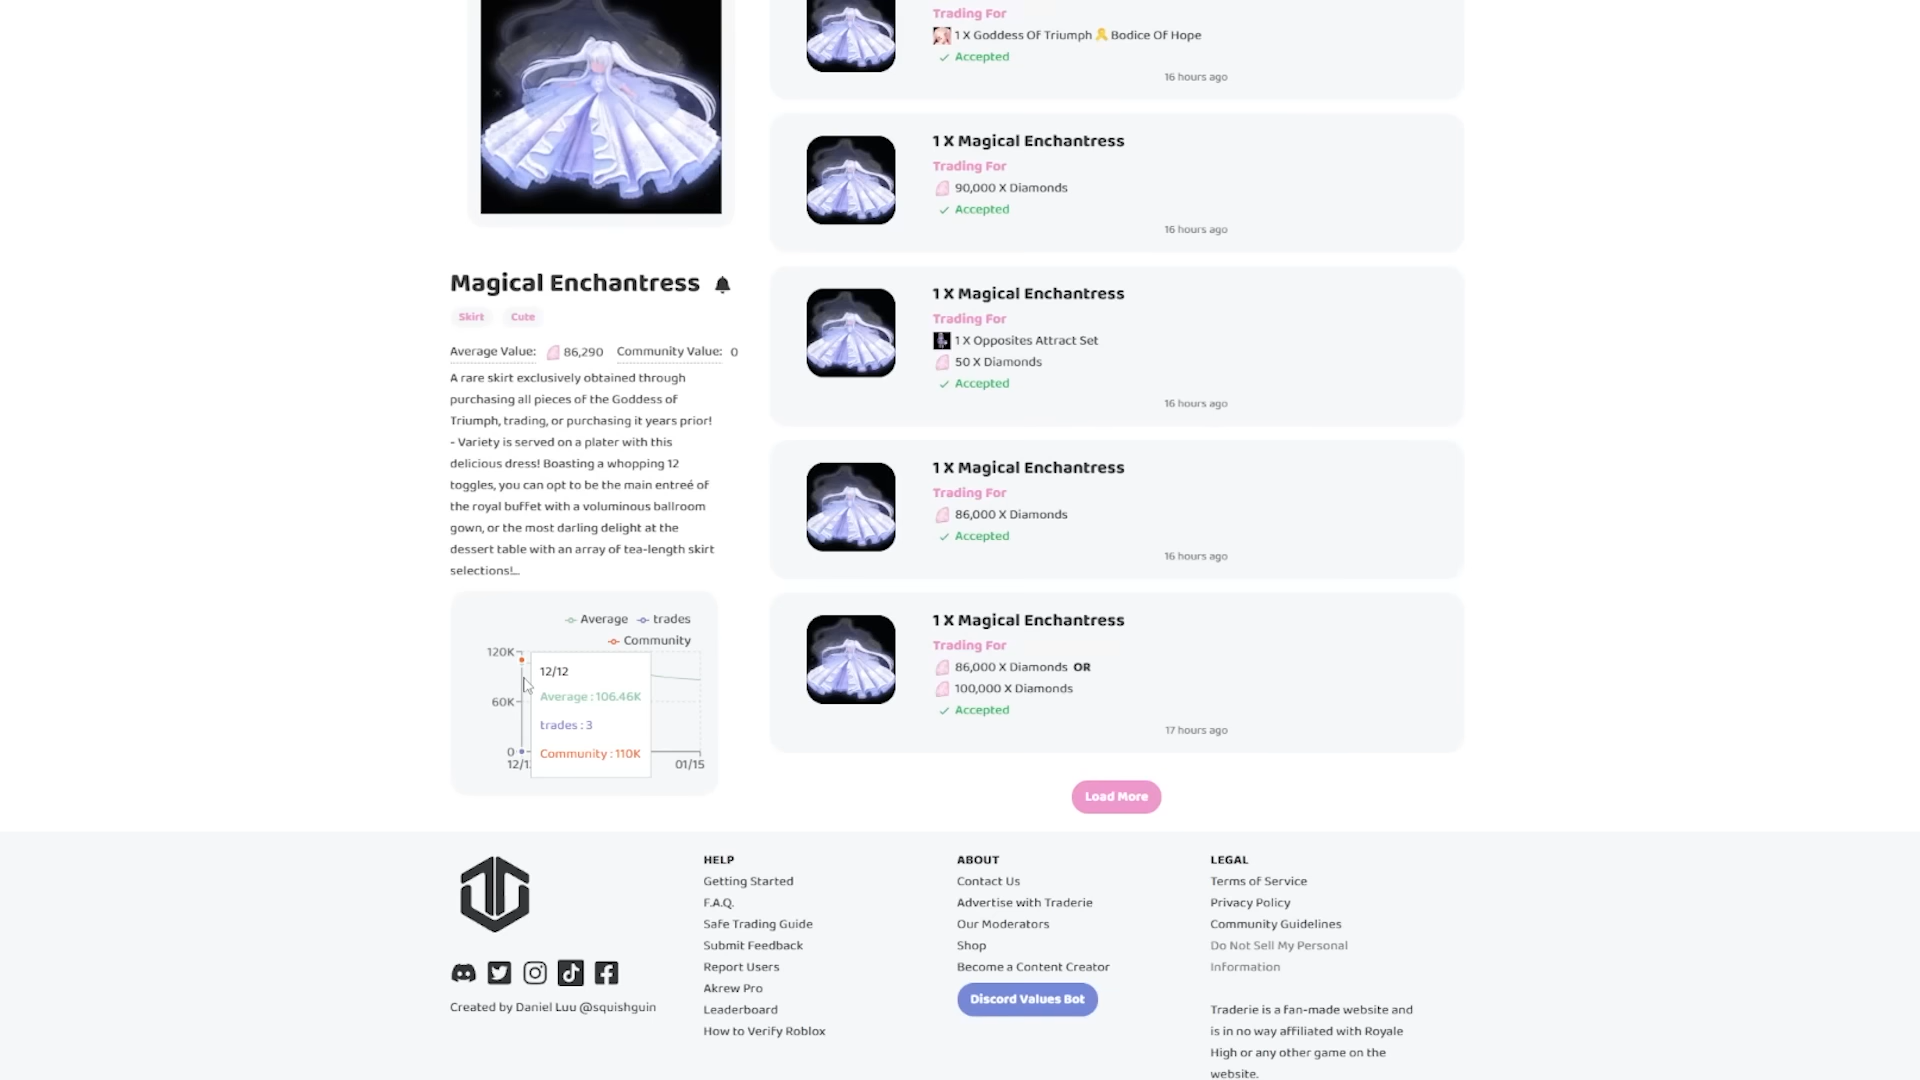 Trading For
1 X Goddess Of Triumph 🎗 Bodice Of Hope
Accepted
16 hours ago
1 X Magical Enchantress
Trading For
90,000 X Diamonds
Accepted
16 hours ago
1 X Magical Enchantress
Trading For
1 X Opposites Attract Set
50 X Diamonds
Accepted
16 hours ago
1 X Magical Enchantress
Trading For
86,000 X Diamonds
Accepted
16 hours ago
1 X Magical Enchantress
Trading For
86,000 X Diamonds OR
100,000 X Diamonds
Accepted
17 hours ago
Load More
Magical Enchantress
Skirt Cute
Average Value: 86,290 Community Value: 0
A rare skirt exclusively obtained through
purchasing all pieces of the Goddess of
Triumph, trading, or purchasing it years prior!
- Variety is served on a plater with this
delicious dress! Boasting a whopping 12
toggles, you can opt to be the main entreé of
the royal buffet with a voluminous ballroom
gown, or the most darling delight at the
dessert table with an array of tea-length skirt
selections!...
Average trades
Community
120K
60K
0
12/1
01/15
12/12
Average : 106.46K
trades : 3
Community : 110K
Created by Daniel Luu @squishguin
HELP
Getting Started
F.A.Q.
Safe Trading Guide
Submit Feedback
Report Users
Akrew Pro
Leaderboard
How to Verify Roblox
ABOUT
Contact Us
Advertise with Traderie
Our Moderators
Shop
Become a Content Creator
Discord Values Bot
LEGAL
Terms of Service
Privacy Policy
Community Guidelines
Do Not Sell My Personal
Information
Traderie is a fan-made website and
is in no way affiliated with Royale
High or any other game on the
website.